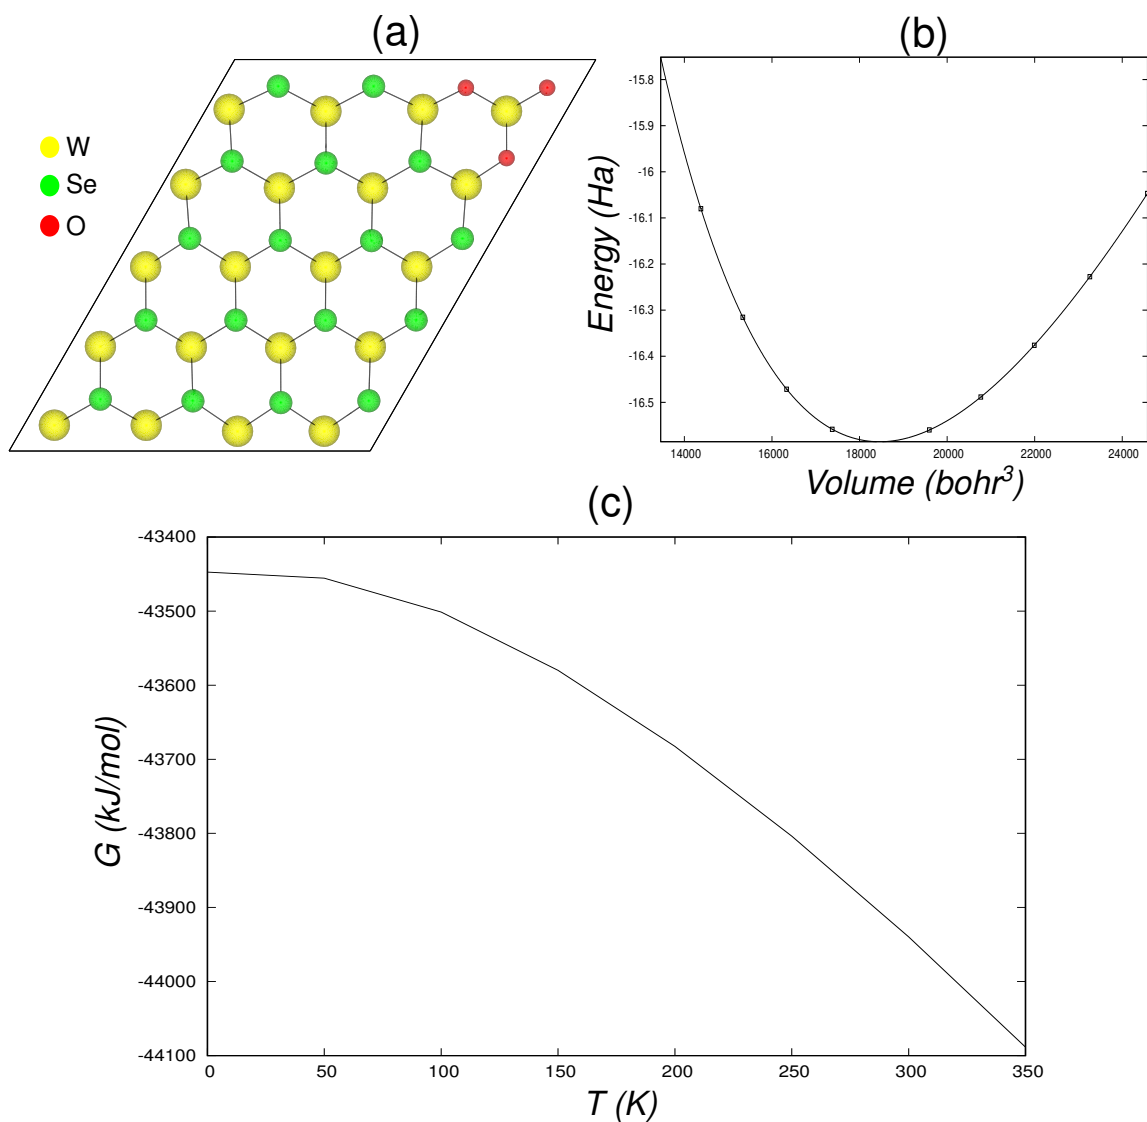 (a)
W
Se
O
(b)
Energy (Ha)
-15.8
-15.9
-16
-16.1
-16.2
-16.3
-16.4
-16.5
14000 16000 18000 20000 22000 24000
Volume (bohr3)
(c)
G (kJ/mol)
-43400
-43500
-43600
-43700
-43800
-43900
-44000
-44100
0 50 100 150 200 250 300 350
T (K)